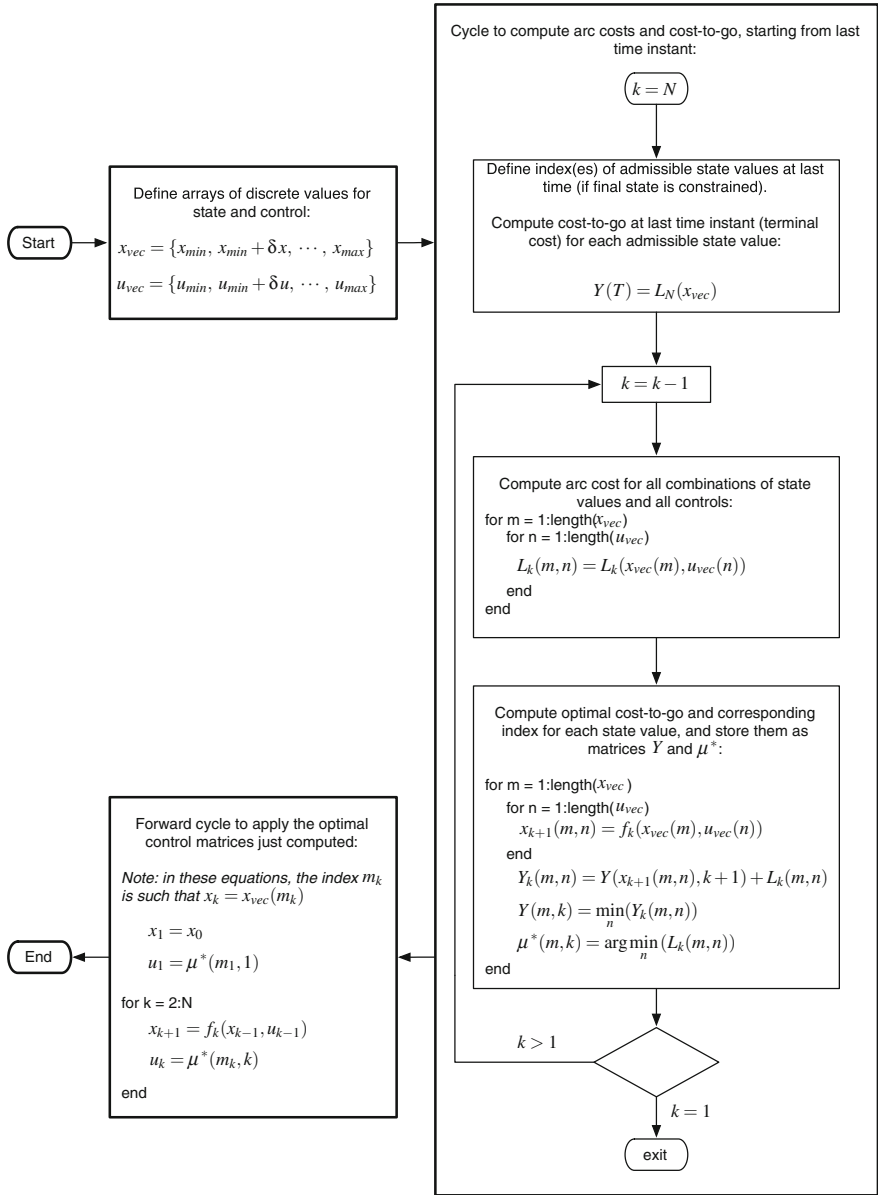 Start
Define arrays of discrete values for
state and control:
x_vec = {x_min, x_min + δx, ⋯, x_max}
u_vec = {u_min, u_min + δu, ⋯, u_max}
Cycle to compute arc costs and cost-to-go, starting from last
time instant:
k = N
Define index(es) of admissible state values at last
time (if final state is constrained).
Compute cost-to-go at last time instant (terminal
cost) for each admissible state value:
Y(T) = L_N(x_vec)
k = k − 1
Compute arc cost for all combinations of state
values and all controls:
for m = 1:length(x_vec)
for n = 1:length(u_vec)
L_k(m,n) = L_k(x_vec(m),u_vec(n))
end
end
Compute optimal cost-to-go and corresponding
index for each state value, and store them as
matrices Y and μ*:
for m = 1:length(x_vec)
for n = 1:length(u_vec)
x_{k+1}(m,n) = f_k(x_vec(m),u_vec(n))
end
Y_k(m,n) = Y(x_{k+1}(m,n),k+1) + L_k(m,n)
Y(m,k) = min_n(Y_k(m,n))
μ*(m,k) = arg min_n(L_k(m,n))
end
k > 1
k = 1
exit
Forward cycle to apply the optimal
control matrices just computed:
Note: in these equations, the index m_k
is such that x_k = x_vec(m_k)
x_1 = x_0
u_1 = μ*(m_1,1)
for k = 2:N
x_{k+1} = f_k(x_{k−1},u_{k−1})
u_k = μ*(m_k,k)
end
End